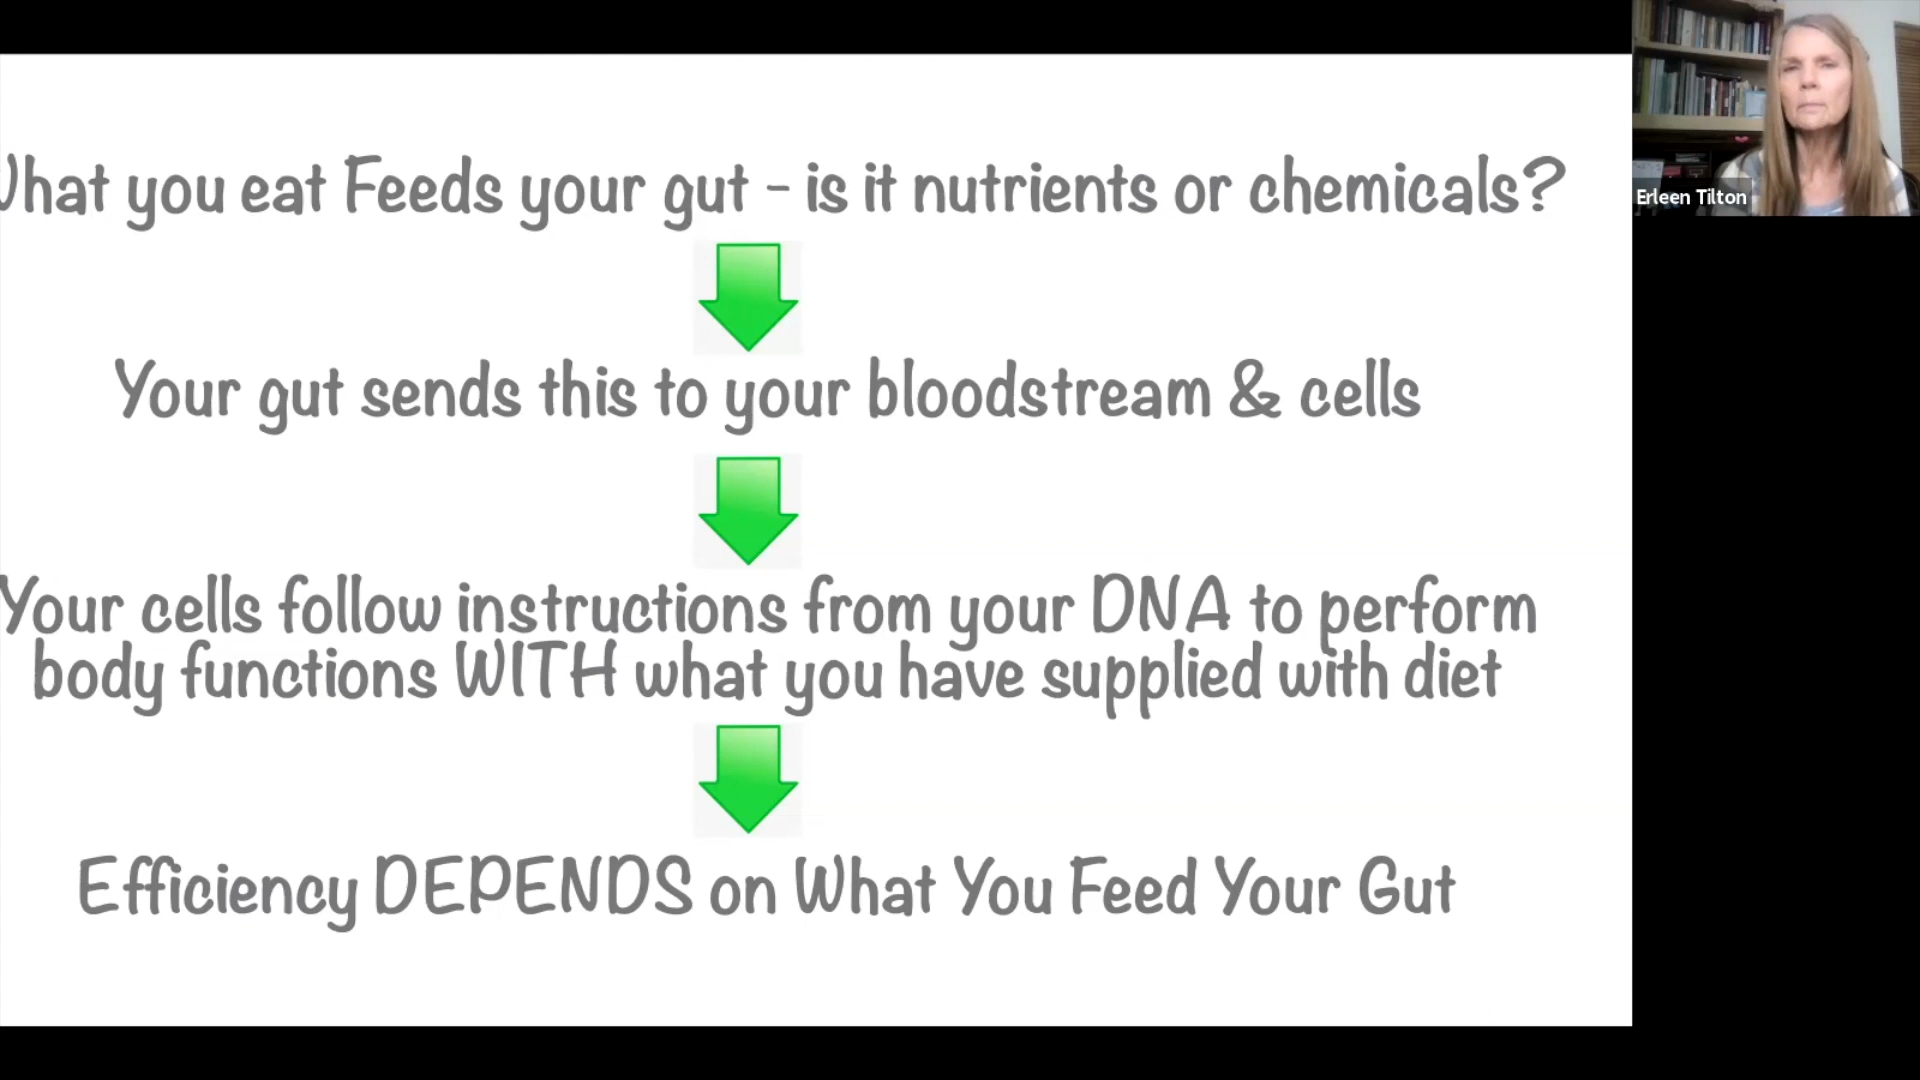 What you eat Feeds your gut - is it nutrients or chemicals?
Your gut sends this to your bloodstream & cells
Your cells follow instructions from your DNA to perform
body functions WITH what you have supplied with diet
Efficiency DEPENDS on What You Feed Your Gut
Erleen Tilton